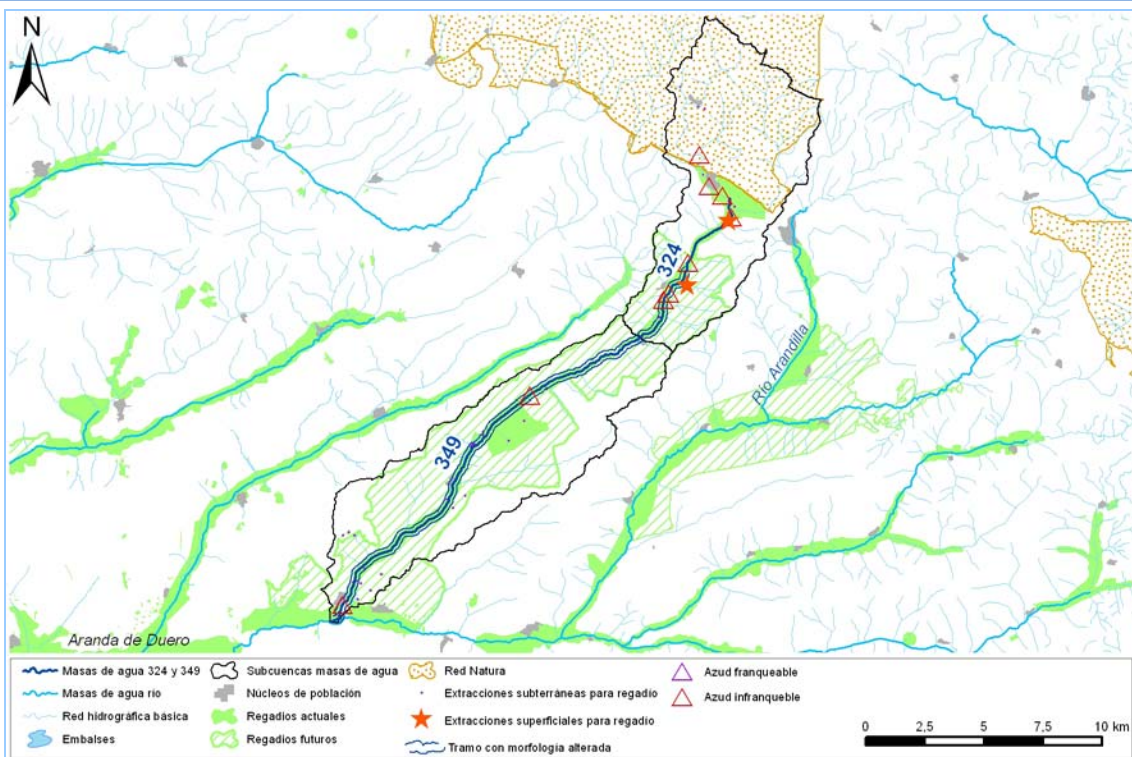 N
324
Río Arandilla
349
Aranda de Duero
Masas de agua 324 y 349
Masas de agua río
Red hidrográfica básica
Embalses
Subcuencas masas de agua
Núcleos de población
Regadíos actuales
Regadíos futuros
Red Natura
Extracciones subterráneas para regadío
Extracciones superficiales para regadío
Tramo con morfología alterada
Azud franqueable
Azud infranqueable
0 2,5 5 7,5 10 km